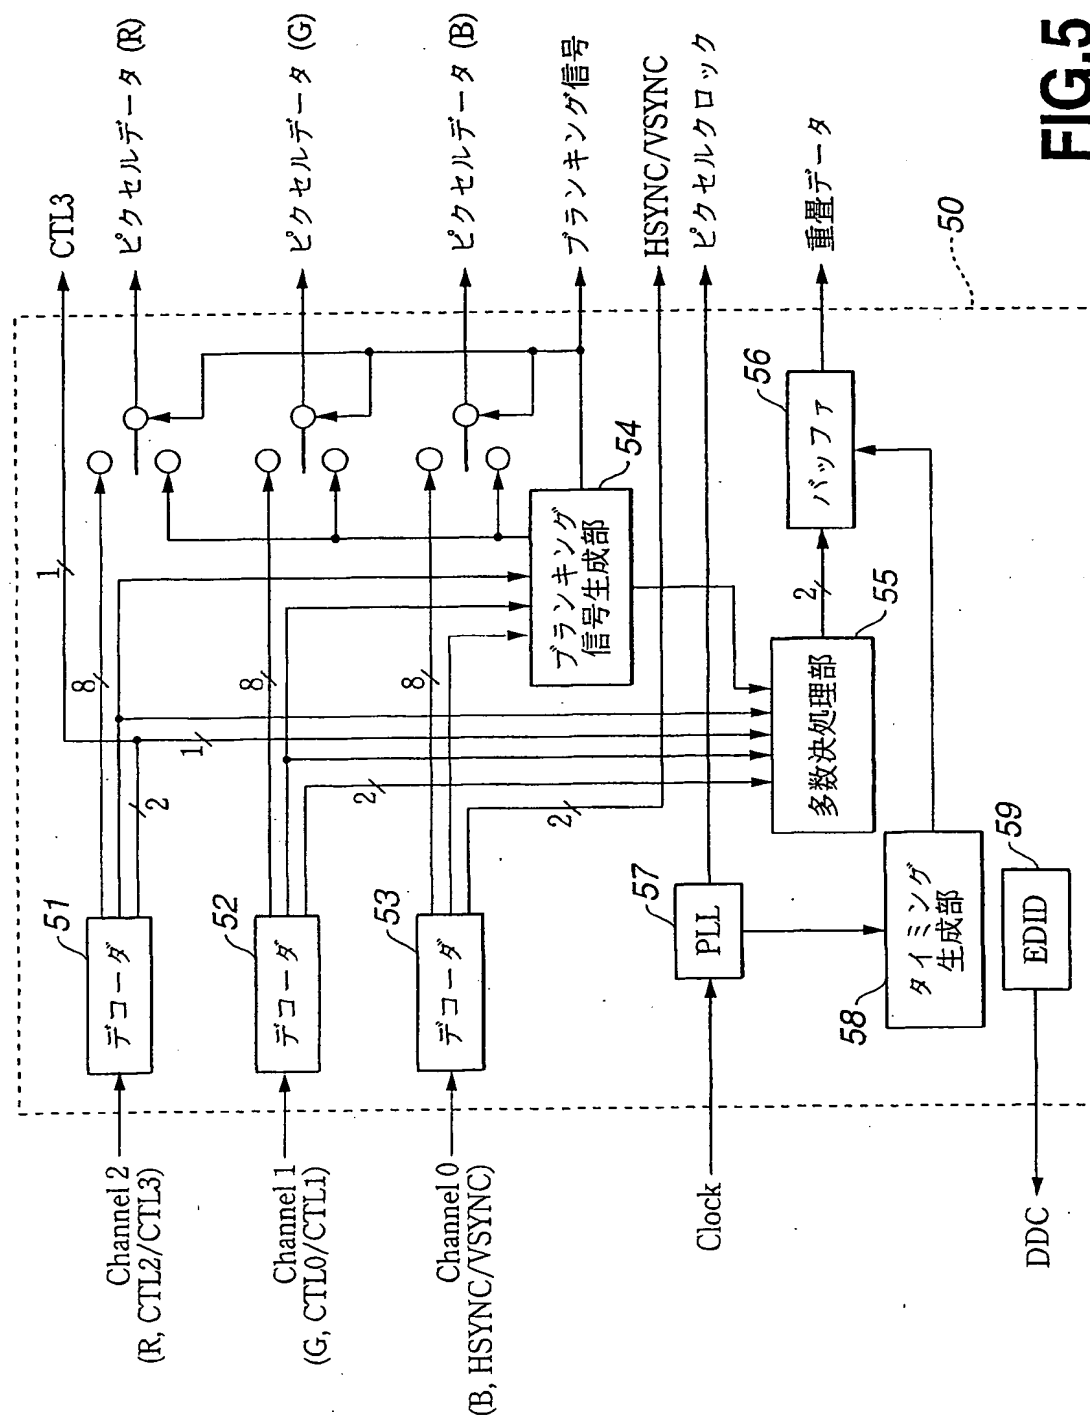 Channel 2
(R, CTL2/CTL3)
Channel 1
(G, CTL0/CTL1)
Channel 0
(B, HSYNC/VSYNC)
Clock
DDC
デコーダ
51
デコーダ
52
デコーダ
53
8
2
1
1
8
2
8
2
ブランキング
信号生成部
54
多数決処理部
55
2
バッファ
56
PLL
57
タイミング
生成部
58
EDID
59
50
CTL3
ピクセルデータ (R)
ピクセルデータ (G)
ピクセルデータ (B)
ブランキング信号
HSYNC/VSYNC
ピクセルクロック
重畳データ
FIG.5